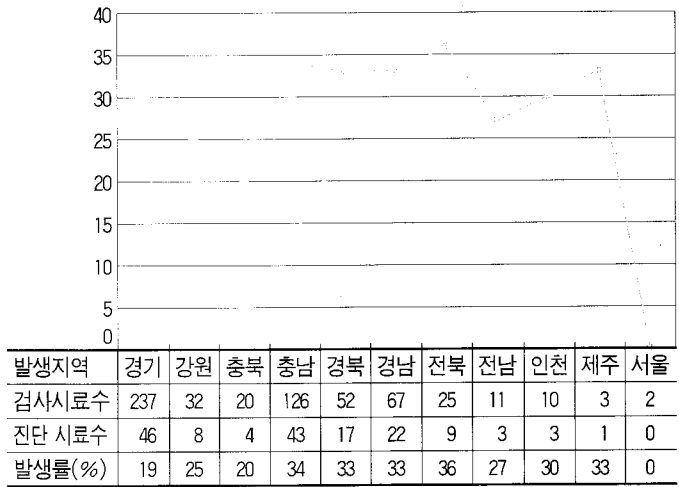 40
35
30
25
20
15
10
5
0
발생지역 경기 강원 충북 충남 경북 경남 전북 전남 인천 제주 서울
검사시료수 237 32 20 126 52 67 25 11 10 3 2
진단 시료수 46 8 4 43 17 22 9 3 3 1 0
발생률(%) 19 25 20 34 33 33 36 27 30 33 0